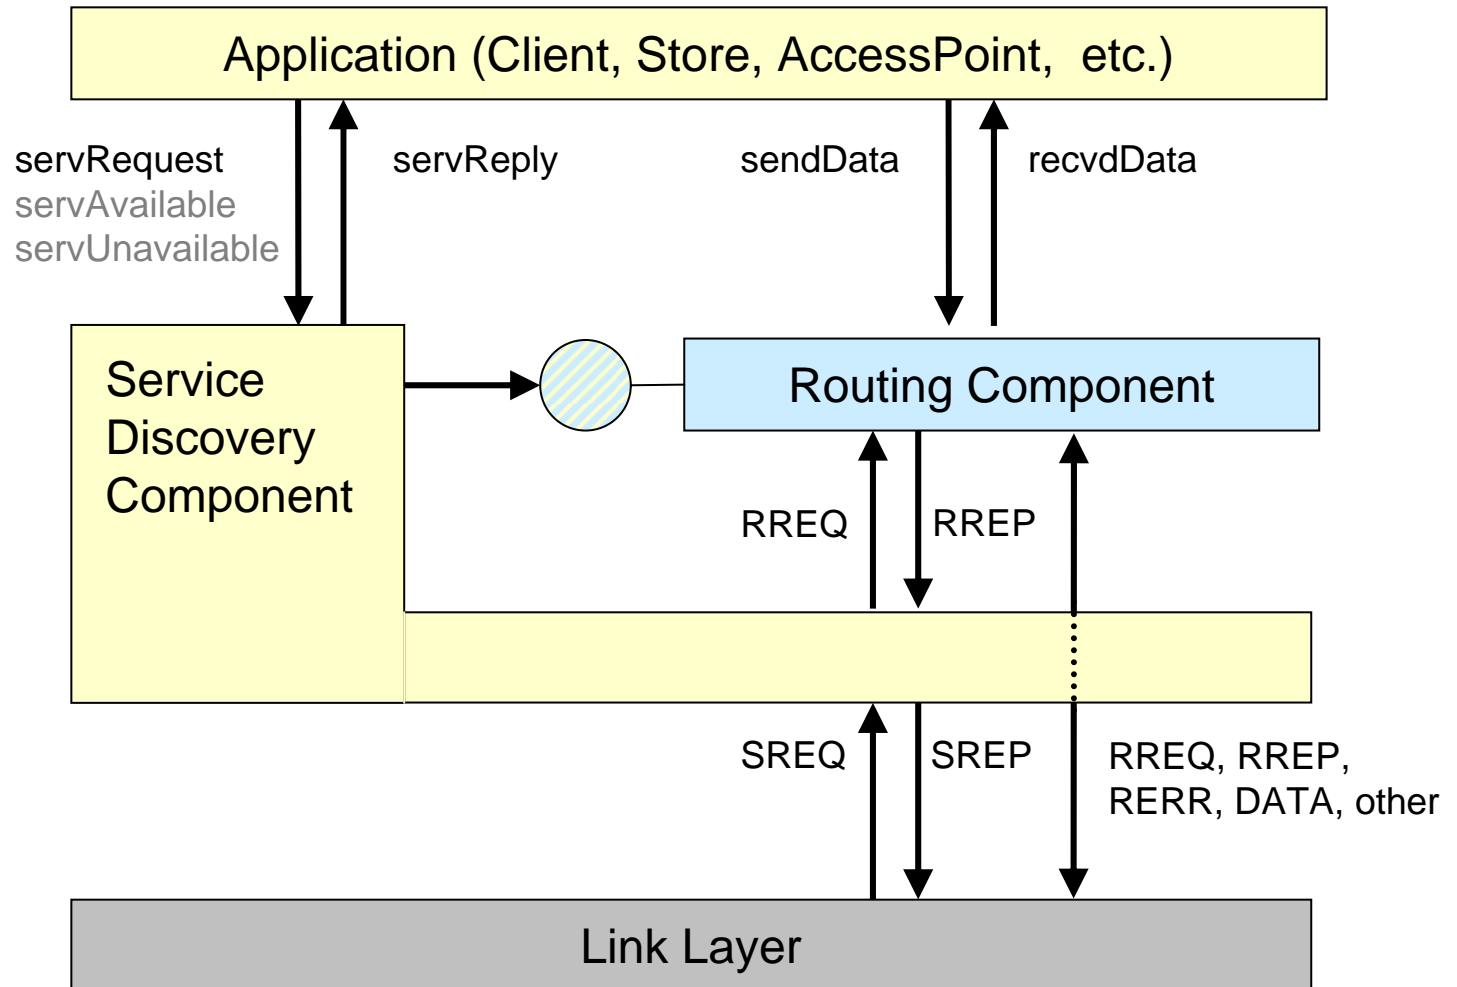 Application (Client, Store, AccessPoint, etc.)
servRequest
servAvailable
servUnavailable
servReply
sendData
recvdData
Service
Discovery
Component
Routing Component
RREQ
RREP
SREQ
SREP
RREQ, RREP,
RERR, DATA, other
Link Layer